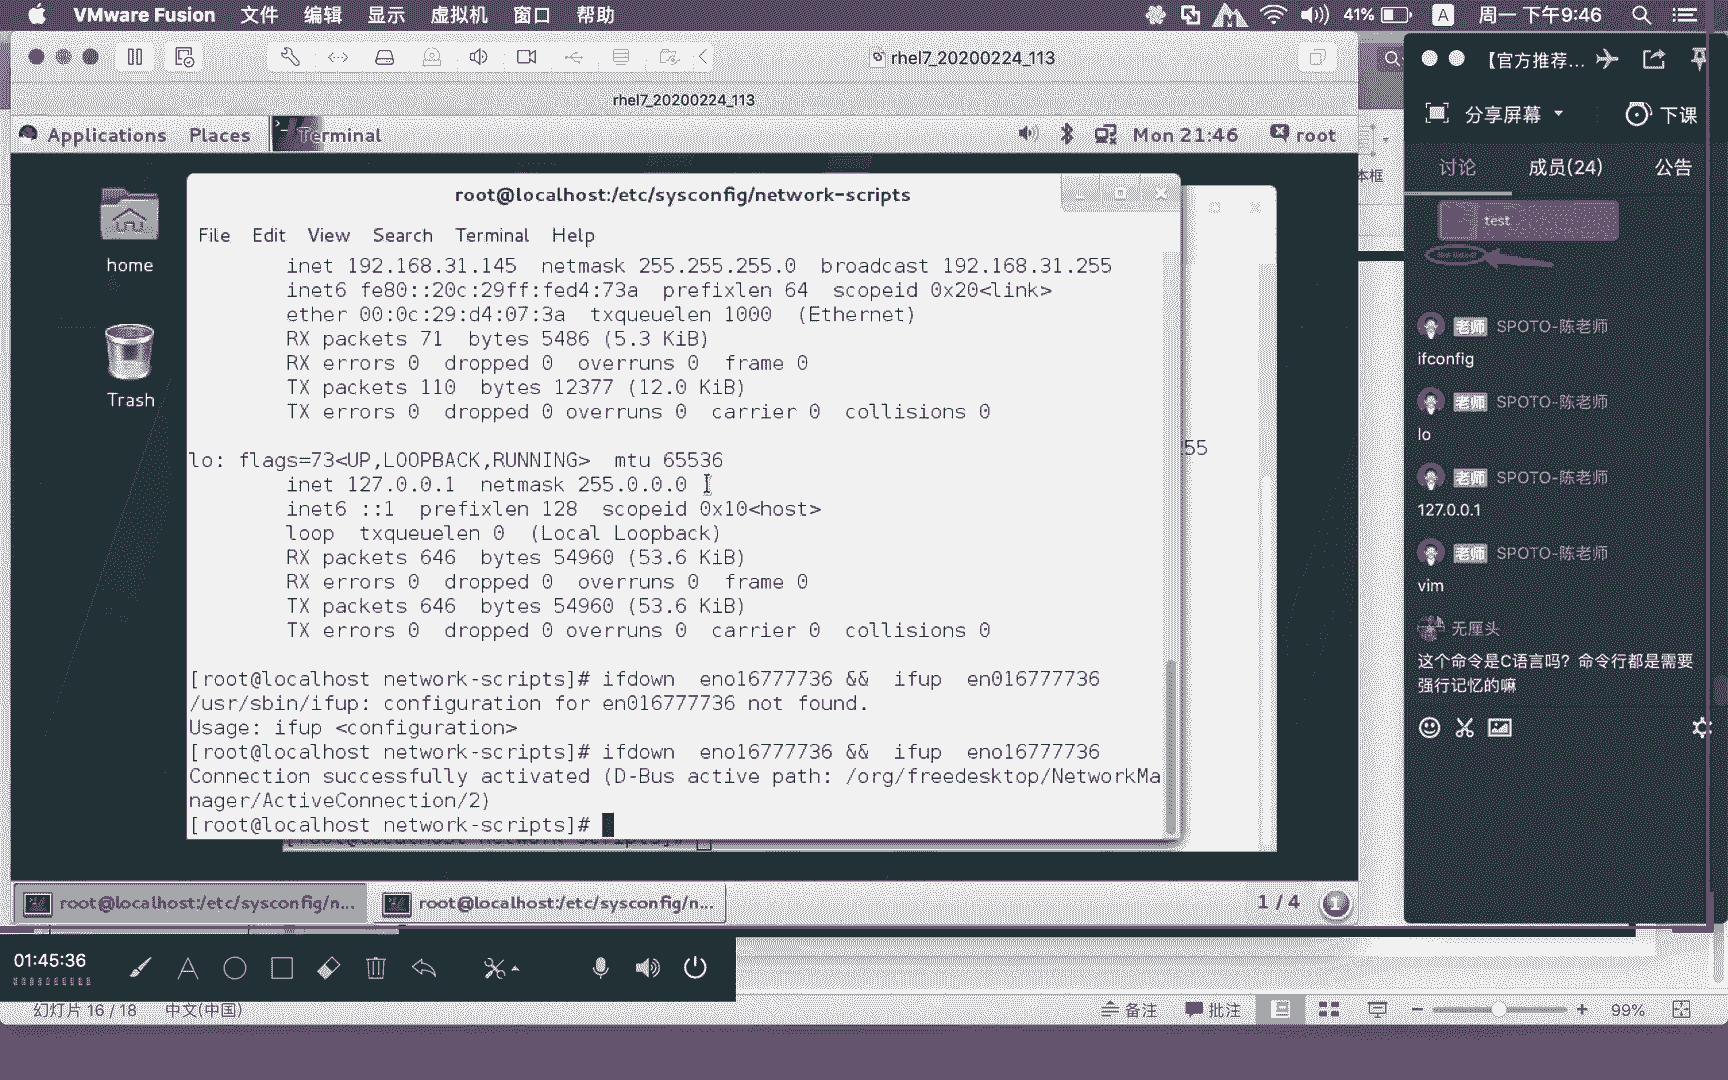 VMware Fusion 文件 编辑 显示 虚拟机 窗口 帮助 41% A 周一 下午9:46
rhel7_20200224_113
rhel7_20200224_113
Applications Places Terminal Mon 21:46 root
home
Trash
root@localhost:/etc/sysconfig/network-scripts
File Edit View Search Terminal Help
inet 192.168.31.145 netmask 255.255.255.0 broadcast 192.168.31.255
inet6 fe80::20c:29ff:fed4:73a prefixlen 64 scopeid 0x20<link>
ether 00:0c:29:d4:07:3a txqueuelen 1000 (Ethernet)
RX packets 71 bytes 5486 (5.3 KiB)
RX errors 0 dropped 0 overruns 0 frame 0
TX packets 110 bytes 12377 (12.0 KiB)
TX errors 0 dropped 0 overruns 0 carrier 0 collisions 0
lo: flags=73<UP,LOOPBACK,RUNNING> mtu 65536
inet 127.0.0.1 netmask 255.0.0.0
inet6 ::1 prefixlen 128 scopeid 0x10<host>
loop txqueuelen 0 (Local Loopback)
RX packets 646 bytes 54960 (53.6 KiB)
RX errors 0 dropped 0 overruns 0 frame 0
TX packets 646 bytes 54960 (53.6 KiB)
TX errors 0 dropped 0 overruns 0 carrier 0 collisions 0
[root@localhost network-scripts]# ifdown eno16777736 && ifup en016777736
/usr/sbin/ifup: configuration for en016777736 not found.
Usage: ifup <configuration>
[root@localhost network-scripts]# ifdown eno16777736 && ifup eno16777736
Connection successfully activated (D-Bus active path: /org/freedesktop/NetworkMa
nager/ActiveConnection/2)
[root@localhost network-scripts]#
55
root@localhost:/etc/sysconfig/n... root@localhost:/etc/sysconfig/n... 1 / 4 1
【官方推荐...
分享屏幕 下课
讨论 成员(24) 公告
test
老师 SPOTO-陈老师
ifconfig
老师 SPOTO-陈老师
lo
老师 SPOTO-陈老师
127.0.0.1
老师 SPOTO-陈老师
vim
无厘头
这个命令是C语言吗？命令行都是需要
强行记忆的嘛
本框
01:45:36
幻灯片 16 / 18 中文(中国) 备注 批注 99%